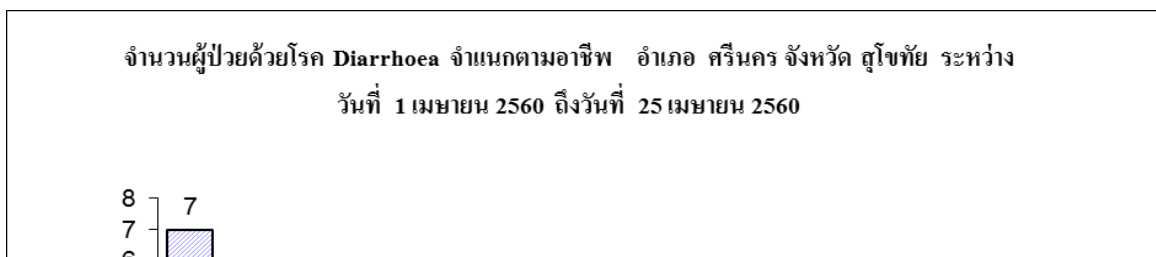 จำนวนผู้ป่วยด้วยโรค Diarrhoea จำแนกตามอาชีพ อำเภอ ศรีนคร จังหวัด สุโขทัย ระหว่าง
วันที่ 1 เมษายน 2560 ถึงวันที่ 25 เมษายน 2560
8
7
7
6